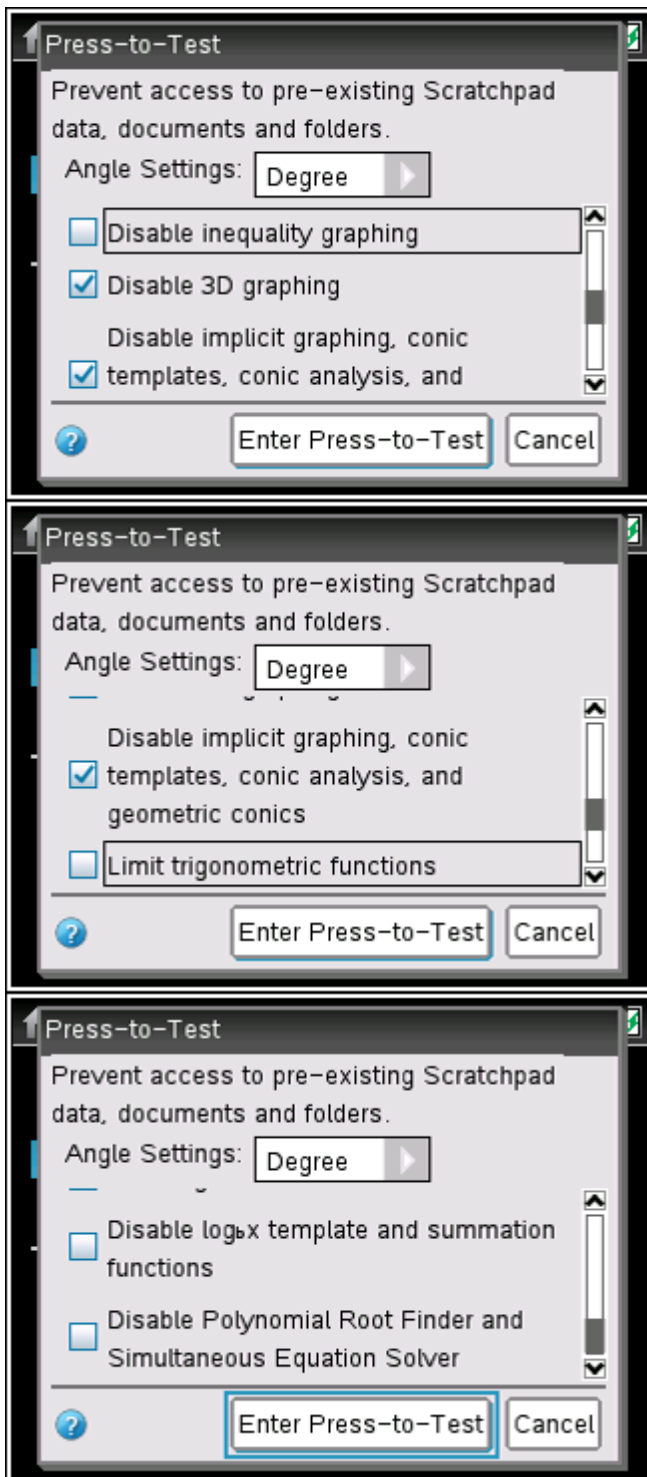 Press-to-Test
Prevent access to pre-existing Scratchpad
data, documents and folders.
Angle Settings: Degree
Disable inequality graphing
Disable 3D graphing
Disable implicit graphing, conic
templates, conic analysis, and
Enter Press-to-Test Cancel
Press-to-Test
Prevent access to pre-existing Scratchpad
data, documents and folders.
Angle Settings: Degree
Disable implicit graphing, conic
templates, conic analysis, and
geometric conics
Limit trigonometric functions
Enter Press-to-Test Cancel
Press-to-Test
Prevent access to pre-existing Scratchpad
data, documents and folders.
Angle Settings: Degree
Disable logьx template and summation
functions
Disable Polynomial Root Finder and
Simultaneous Equation Solver
Enter Press-to-Test Cancel